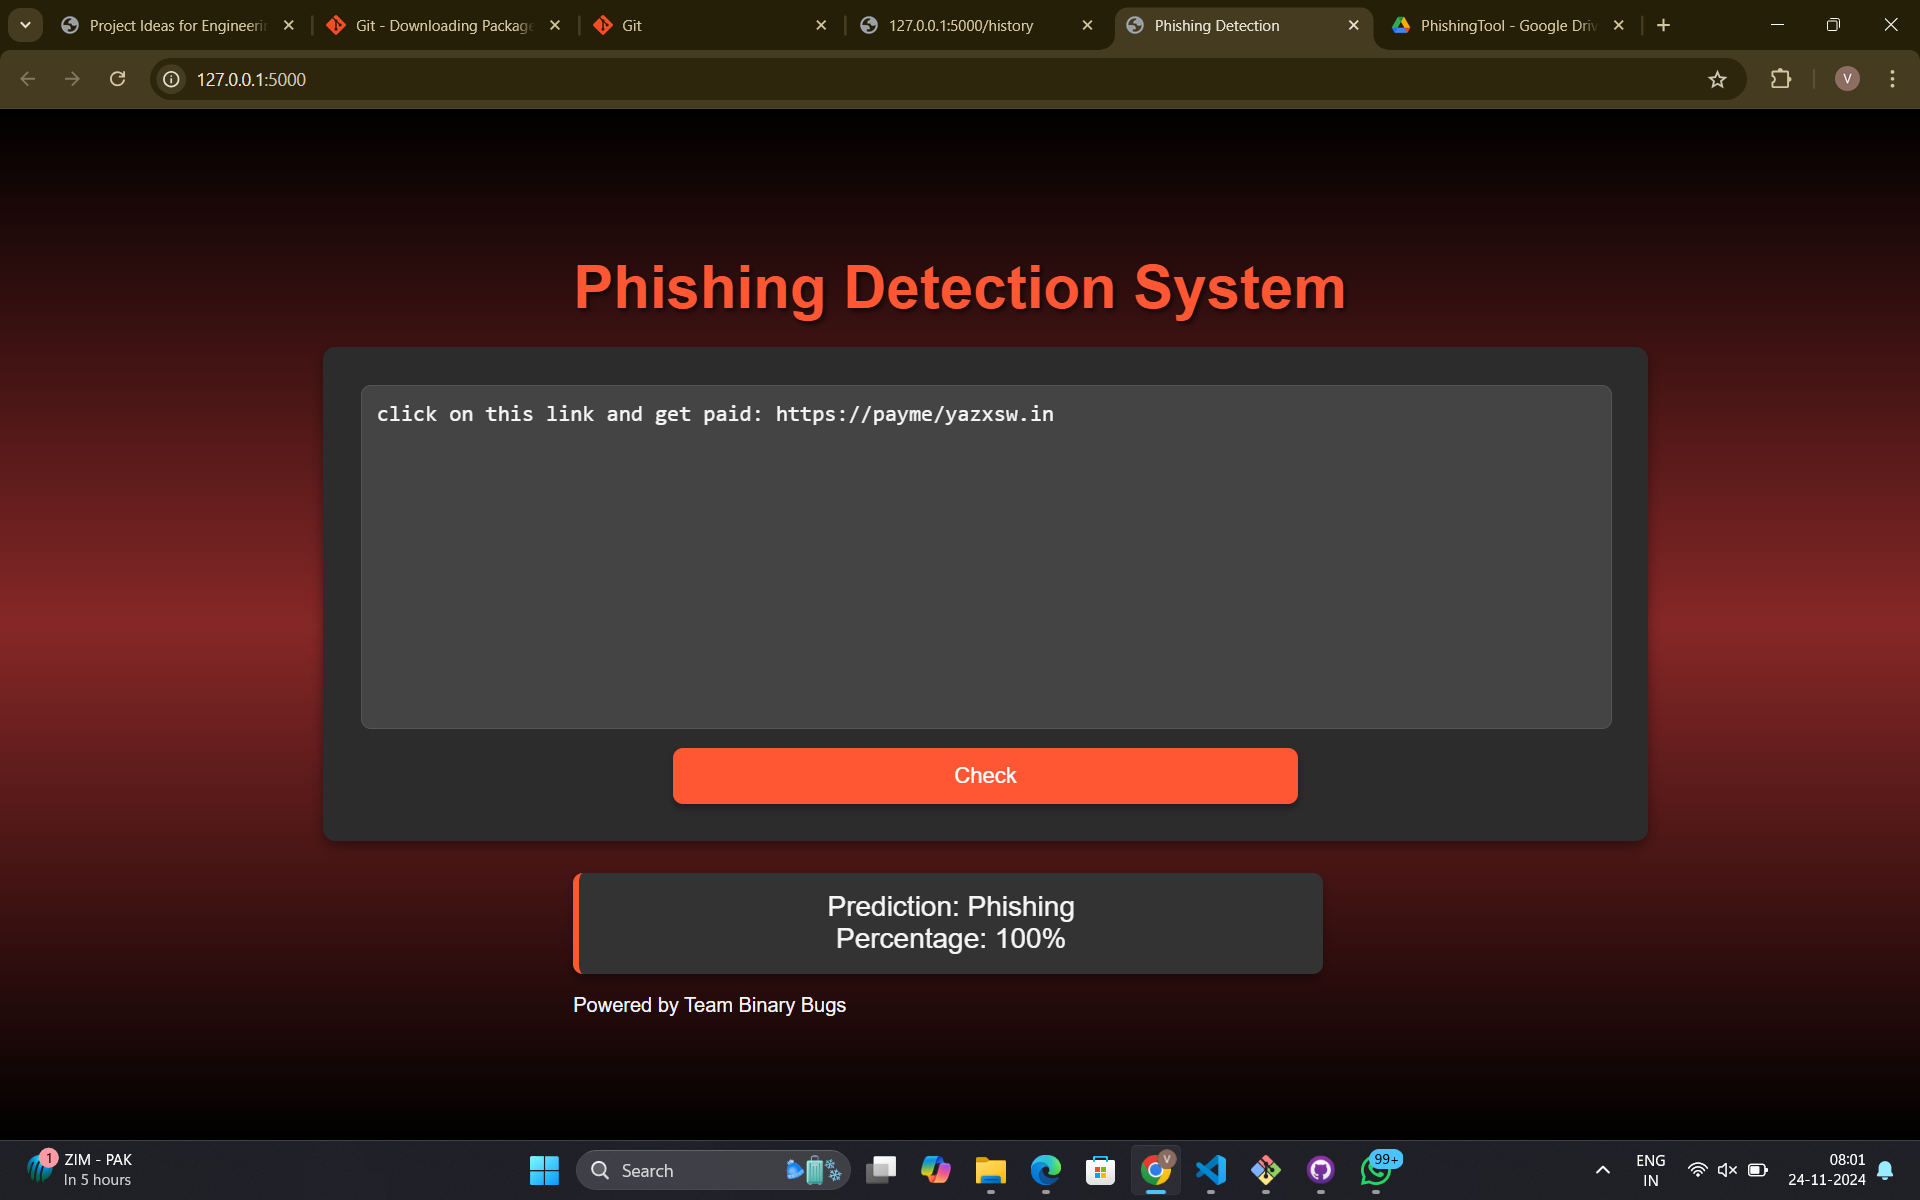 Project Ideas for Engineerin
Git - Downloading Package
Git
127.0.0.1:5000/history
Phishing Detection
PhishingTool - Google Driv
127.0.0.1:5000
V
Phishing Detection System
click on this link and get paid: https://payme/yazxsw.in
Check
Prediction: Phishing
Percentage: 100%
Powered by Team Binary Bugs
1
ZIM - PAK
In 5 hours
Search
V
99+
ENG
IN
08:01
24-11-2024